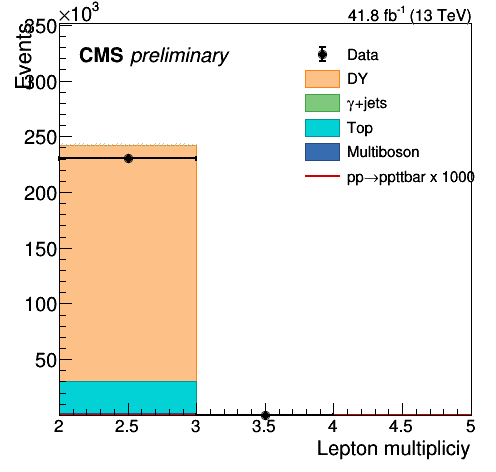 ×10³
41.8 fb⁻¹ (13 TeV)
Events
CMS preliminary
Data
DY
γ+jets
Top
Multiboson
pp→ppttbar x 1000
350
300
250
200
150
100
50
2 2.5 3 3.5 4 4.5 5
Lepton multipliciy